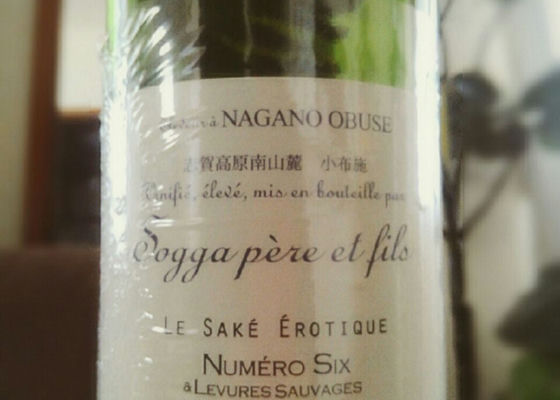 à NAGANO OBUSE
志賀高原南山麓 小布施
Vinifié, élevé, mis en bouteille par
Sogga père et fils
LE SAKÉ ÉROTIQUE
NUMÉRO SIX
à LEVURES SAUVAGES